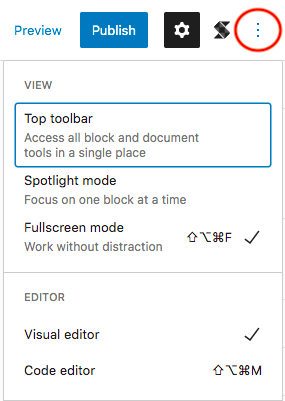 Preview Publish
VIEW
Top toolbar
Access all block and document
tools in a single place
Spotlight mode
Focus on one block at a time
Fullscreen mode ⇧⌥⌘F
Work without distraction
EDITOR
Visual editor
Code editor ⇧⌥⌘M